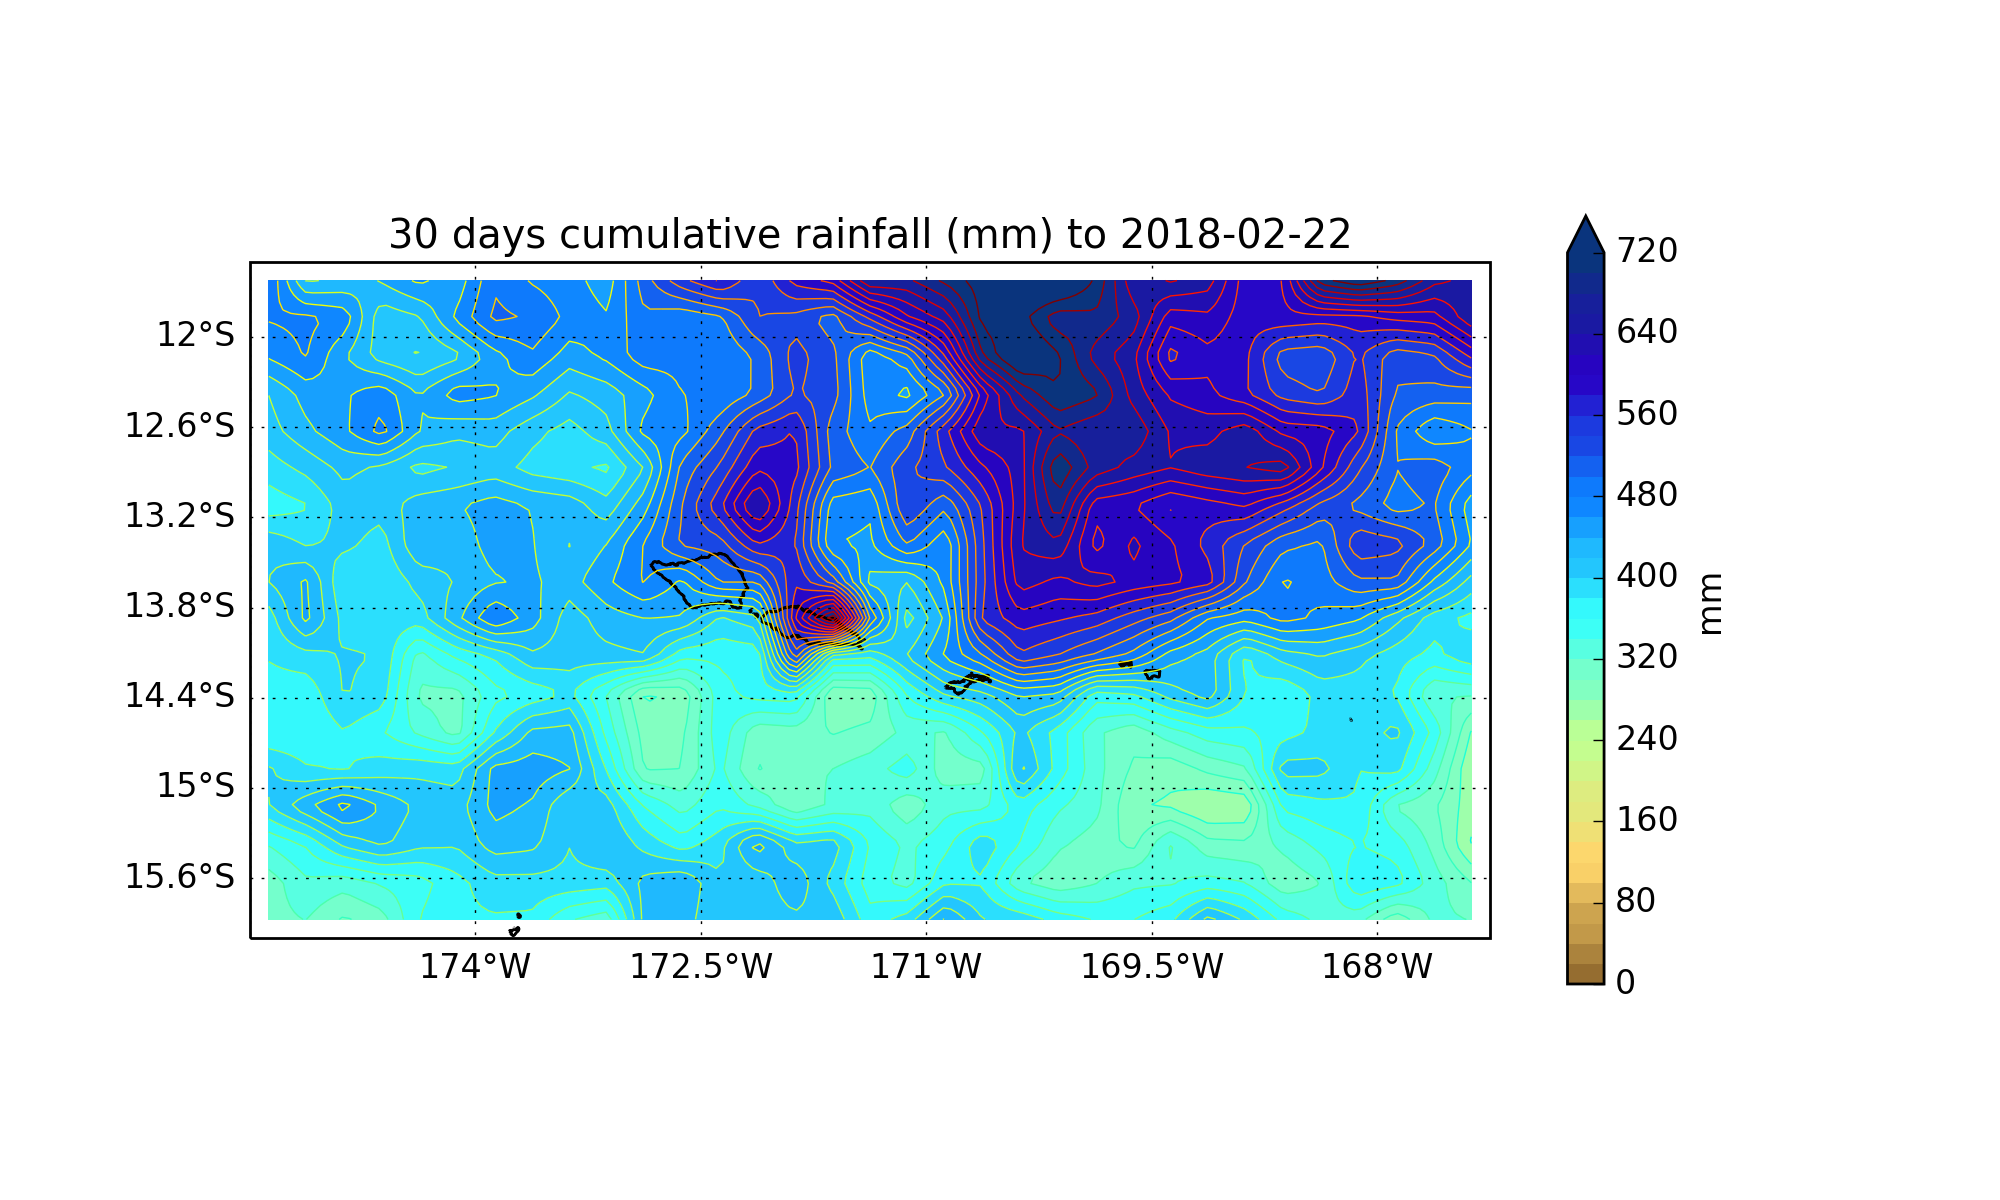 30 days cumulative rainfall (mm) to 2018-02-22
12°S
12.6°S
13.2°S
13.8°S
14.4°S
15°S
15.6°S
174°W
172.5°W
171°W
169.5°W
168°W
720
640
560
480
400
320
240
160
80
0
mm